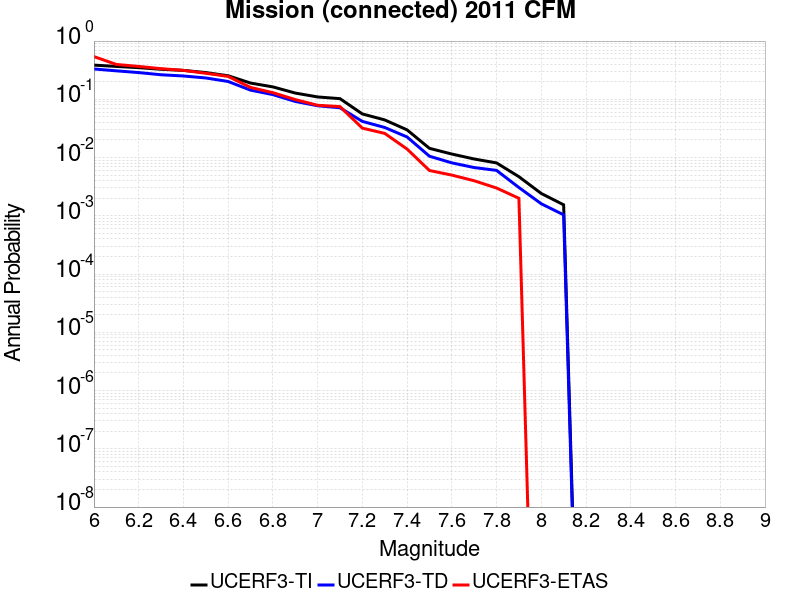 Mission (connected) 2011 CFM
10^0
10^-1
10^-2
10^-3
10^-4
10^-5
10^-6
10^-7
10^-8
Annual Probability
6 6.2 6.4 6.6 6.8 7 7.2 7.4 7.6 7.8 8 8.2 8.4 8.6 8.8 9
Magnitude
UCERF3-TI UCERF3-TD UCERF3-ETAS